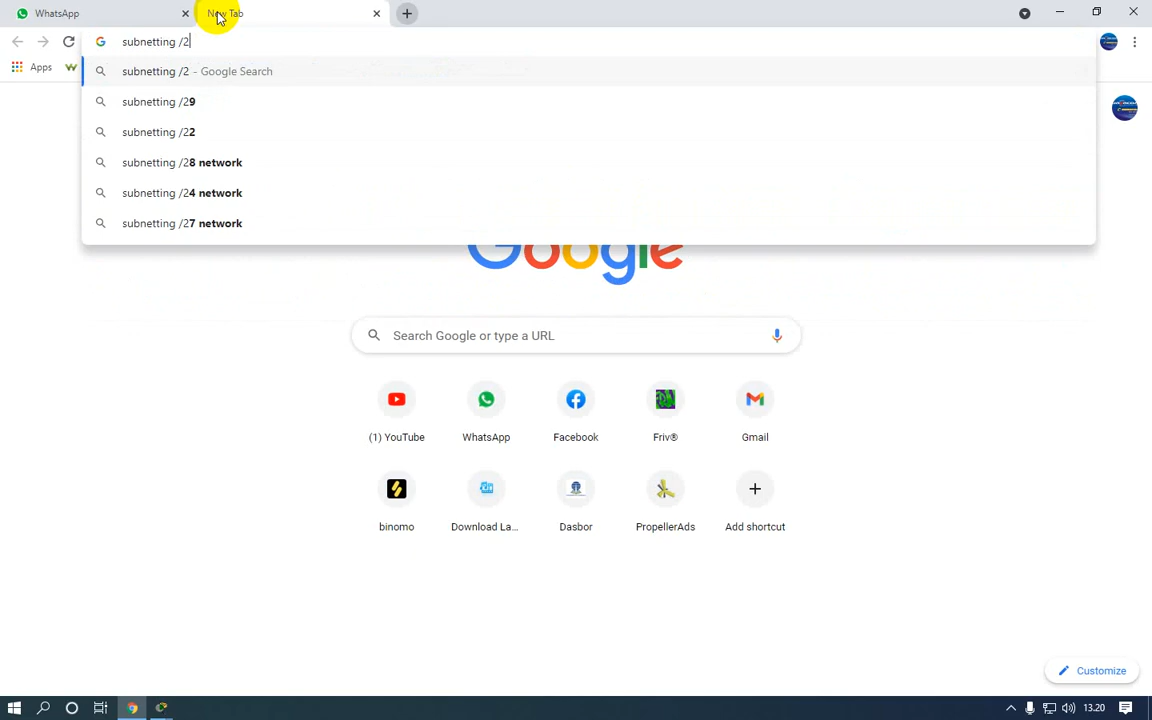 WhatsApp
New Tab
subnetting /2
Apps
subnetting /2 - Google Search
subnetting /29
subnetting /22
subnetting /28 network
subnetting /24 network
subnetting /27 network
Google
Search Google or type a URL
(1) YouTube
WhatsApp
Facebook
Friv®
Gmail
binomo
Download La...
Dasbor
PropellerAds
Add shortcut
Customize
13.20